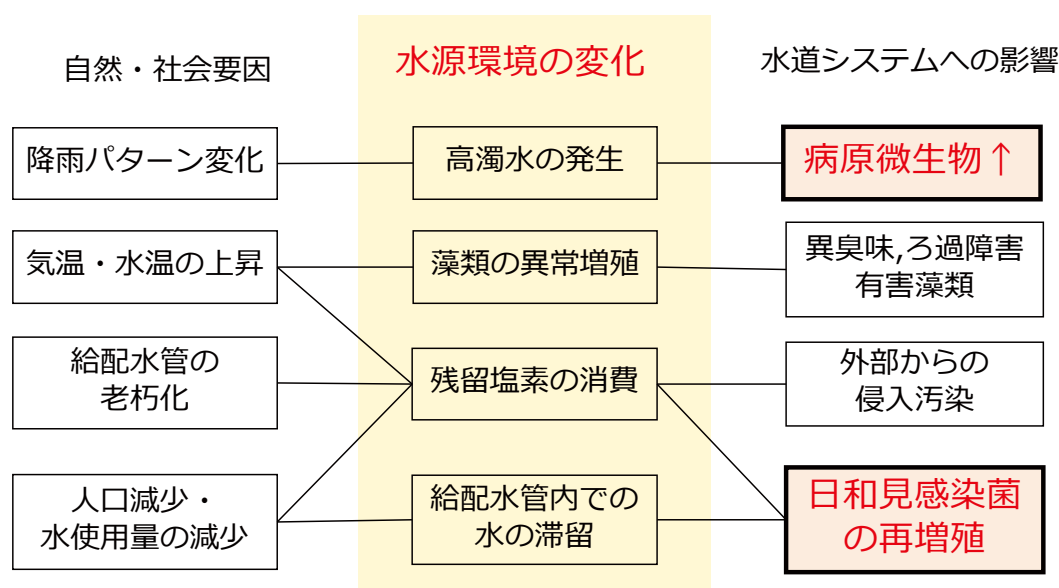 自然・社会要因
水源環境の変化
水道システムへの影響
降雨パターン変化
高濁水の発生
病原微生物↑
気温・水温の上昇
藻類の異常増殖
異臭味,ろ過障害
有害藻類
給配水管の
老朽化
残留塩素の消費
外部からの
侵入汚染
人口減少・
水使用量の減少
給配水管内での
水の滞留
日和見感染菌
の再増殖